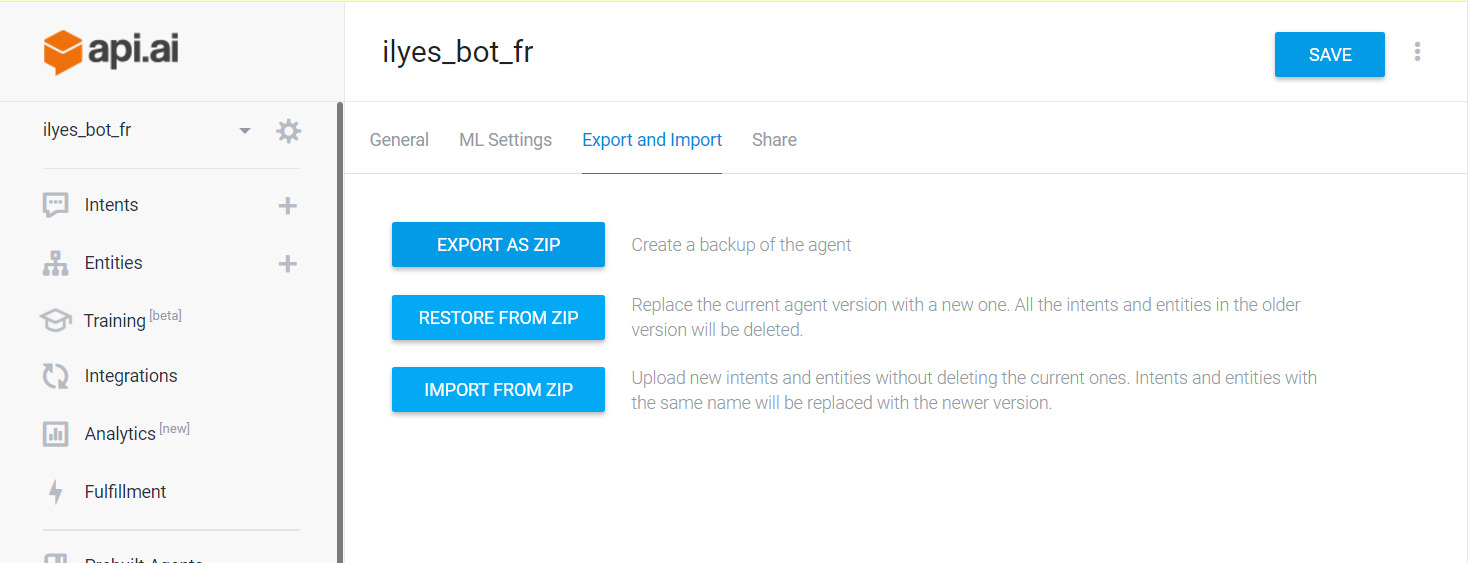 api.ai
ilyes_bot_fr
SAVE
ilyes_bot_fr
General ML Settings Export and Import Share
Intents
Entities
Training [beta]
Integrations
Analytics [new]
Fulfillment
Prebuilt Agents
EXPORT AS ZIP
Create a backup of the agent
RESTORE FROM ZIP
Replace the current agent version with a new one. All the intents and entities in the older
version will be deleted.
IMPORT FROM ZIP
Upload new intents and entities without deleting the current ones. Intents and entities with
the same name will be replaced with the newer version.